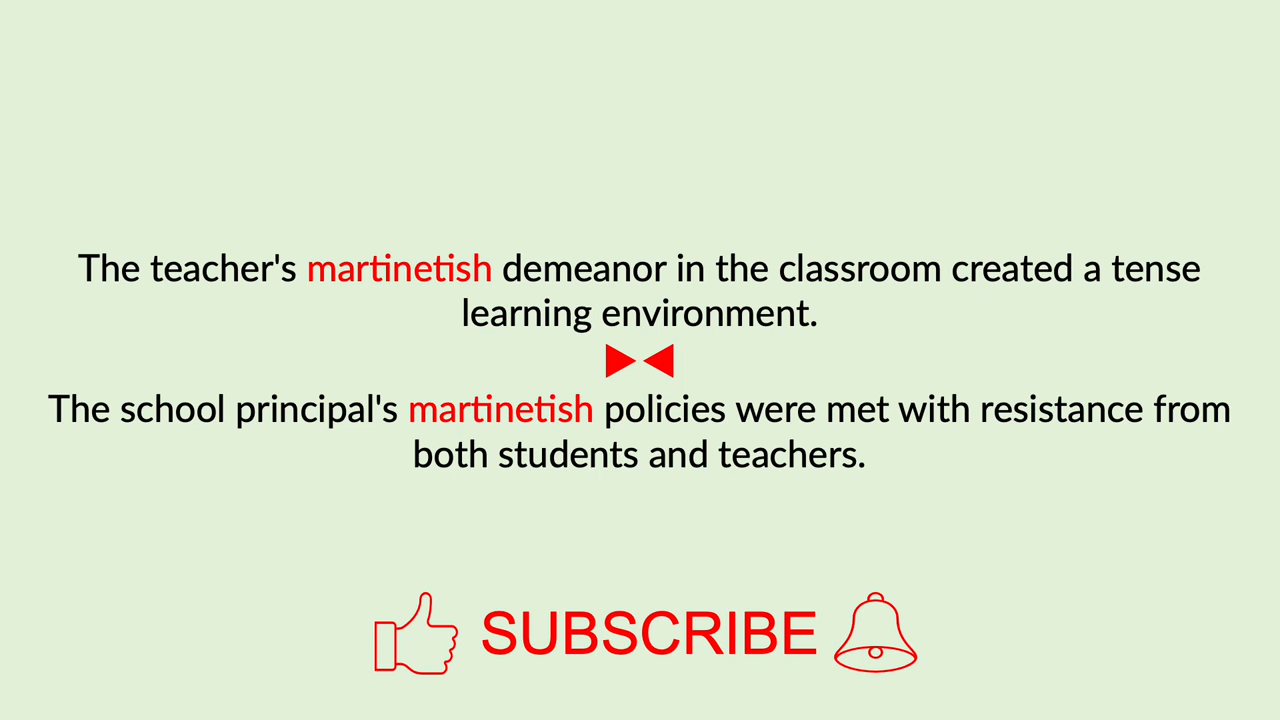 The teacher's martinetish demeanor in the classroom created a tense
learning environment.
The school principal's martinetish policies were met with resistance from
both students and teachers.
SUBSCRIBE